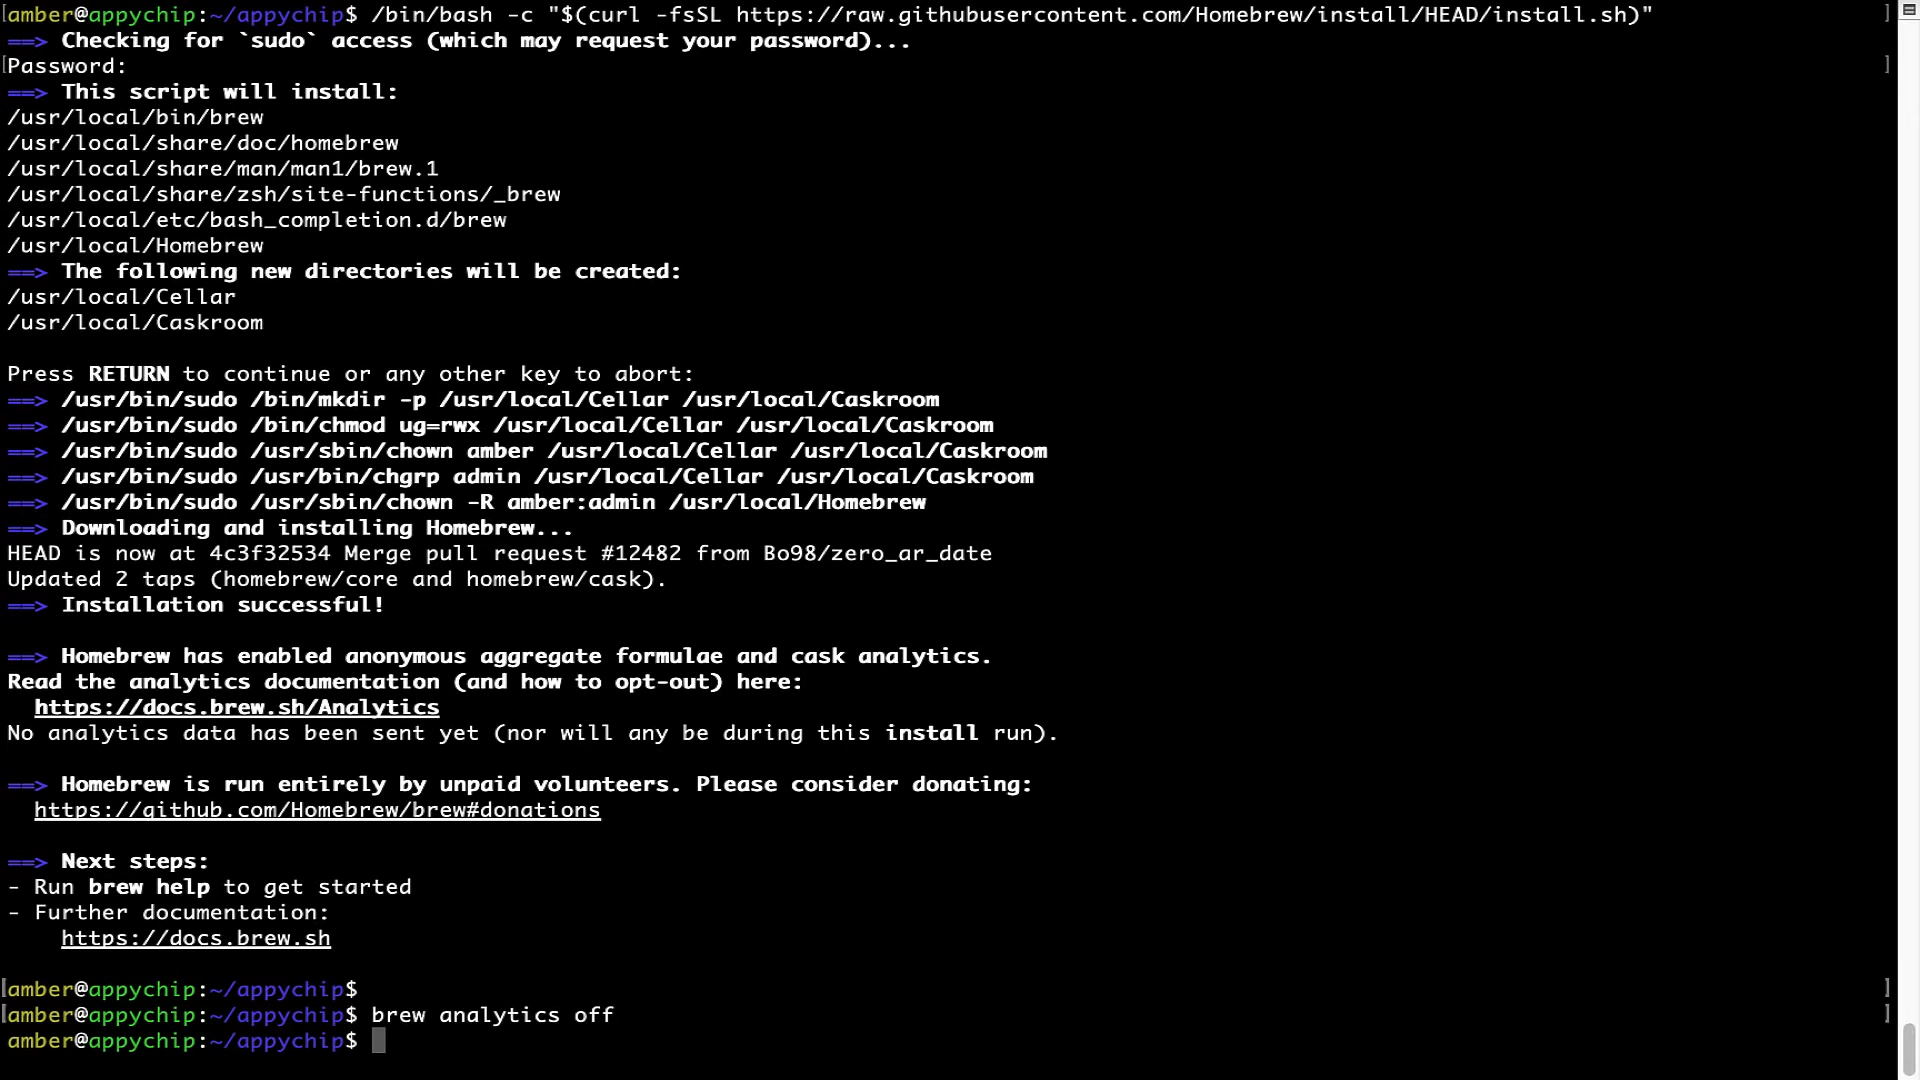 amber@appychip:~/appychip$ /bin/bash -c "$(curl -fsSL https://raw.githubusercontent.com/Homebrew/install/HEAD/install.sh)"
==> Checking for `sudo` access (which may request your password)...
Password:
==> This script will install:
/usr/local/bin/brew
/usr/local/share/doc/homebrew
/usr/local/share/man/man1/brew.1
/usr/local/share/zsh/site-functions/_brew
/usr/local/etc/bash_completion.d/brew
/usr/local/Homebrew
==> The following new directories will be created:
/usr/local/Cellar
/usr/local/Caskroom
Press RETURN to continue or any other key to abort:
==> /usr/bin/sudo /bin/mkdir -p /usr/local/Cellar /usr/local/Caskroom
==> /usr/bin/sudo /bin/chmod ug=rwx /usr/local/Cellar /usr/local/Caskroom
==> /usr/bin/sudo /usr/sbin/chown amber /usr/local/Cellar /usr/local/Caskroom
==> /usr/bin/sudo /usr/bin/chgrp admin /usr/local/Cellar /usr/local/Caskroom
==> /usr/bin/sudo /usr/sbin/chown -R amber:admin /usr/local/Homebrew
==> Downloading and installing Homebrew...
HEAD is now at 4c3f32534 Merge pull request #12482 from Bo98/zero_ar_date
Updated 2 taps (homebrew/core and homebrew/cask).
==> Installation successful!
==> Homebrew has enabled anonymous aggregate formulae and cask analytics.
Read the analytics documentation (and how to opt-out) here:
https://docs.brew.sh/Analytics
No analytics data has been sent yet (nor will any be during this install run).
==> Homebrew is run entirely by unpaid volunteers. Please consider donating:
https://github.com/Homebrew/brew#donations
==> Next steps:
- Run brew help to get started
- Further documentation:
https://docs.brew.sh
amber@appychip:~/appychip$
amber@appychip:~/appychip$ brew analytics off
amber@appychip:~/appychip$